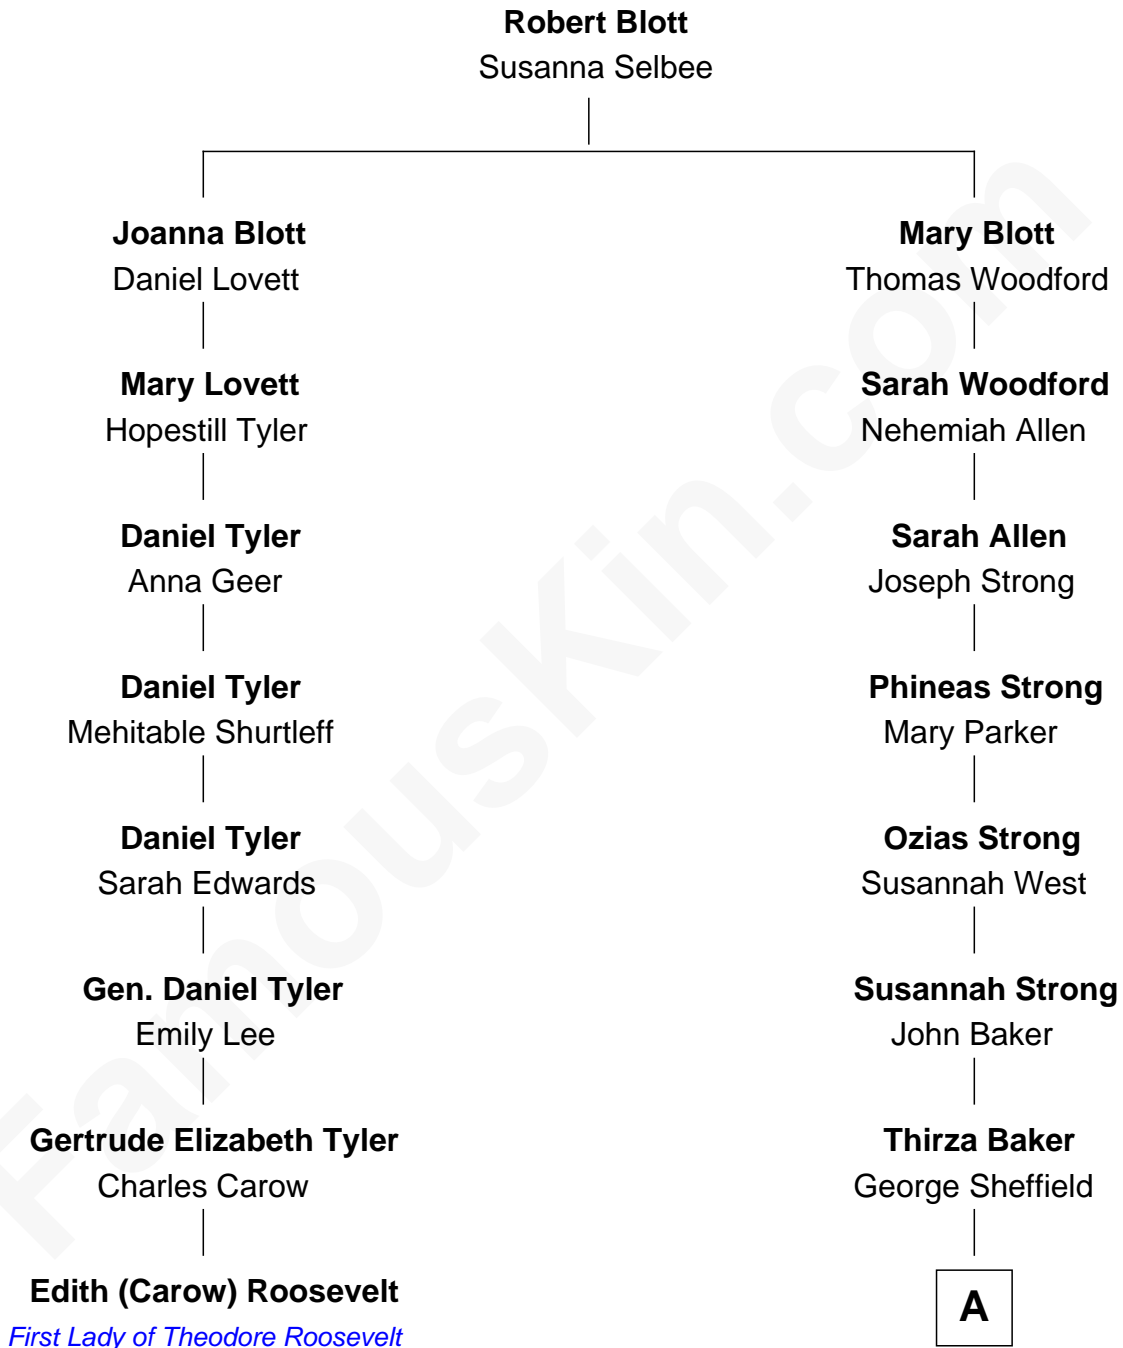 Robert Blott
Susanna Selbee
Joanna Blott
Daniel Lovett
Mary Blott
Thomas Woodford
Mary Lovett
Hopestill Tyler
Sarah Woodford
Nehemiah Allen
Daniel Tyler
Anna Geer
Sarah Allen
Joseph Strong
Daniel Tyler
Mehitable Shurtleff
Phineas Strong
Mary Parker
Daniel Tyler
Sarah Edwards
Ozias Strong
Susannah West
Gen. Daniel Tyler
Emily Lee
Susannah Strong
John Baker
Gertrude Elizabeth Tyler
Charles Carow
Thirza Baker
George Sheffield
Edith (Carow) Roosevelt
First Lady of Theodore Roosevelt
A
FamousKin.com